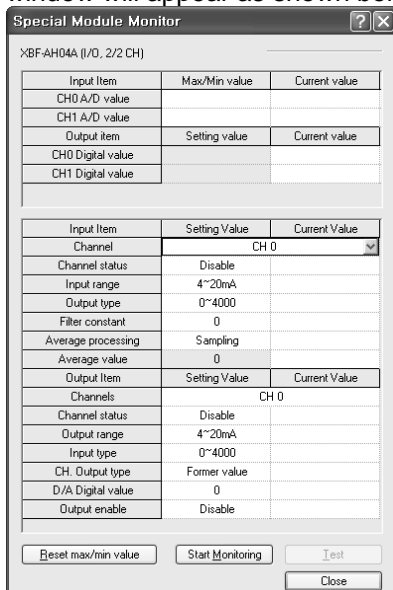 window will appear as shown bel
Special Module Monitor
XBF-AH04A (I/O, 2/2 CH)
Input Item Max/Min value Current value
CH0 A/D value
CH1 A/D value
Output item Setting value Current value
CH0 Digital value
CH1 Digital value
Input Item Setting Value Current Value
Channel CH 0
Channel status Disable
Input range 4~20mA
Output type 0~4000
Filter constant 0
Average processing Sampling
Average value 0
Output Item Setting Value Current Value
Channels CH 0
Channel status Disable
Output range 4~20mA
Input type 0~4000
CH. Output type Former value
D/A Digital value 0
Output enable Disable
Reset max/min value Start Monitoring Test
Close